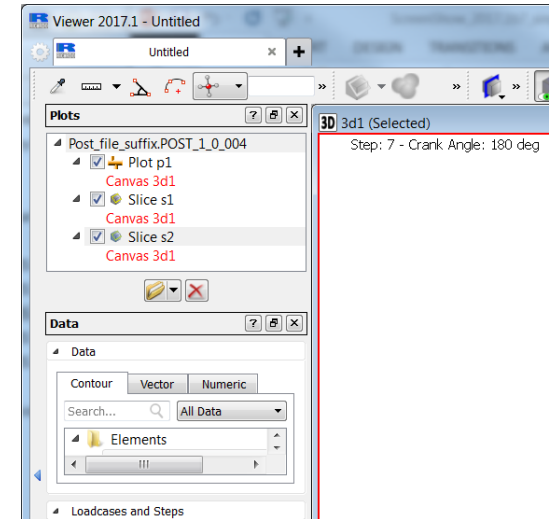 Viewer 2017.1 - Untitled
Untitled
Plots
3D 3d1 (Selected)
Post_file_suffix.POST_1_0_004
Step: 7 - Crank Angle: 180 deg
Plot p1
Canvas 3d1
Slice s1
Canvas 3d1
Slice s2
Canvas 3d1
Data
Data
Contour Vector Numeric
Search... All Data
Elements
Loadcases and Steps